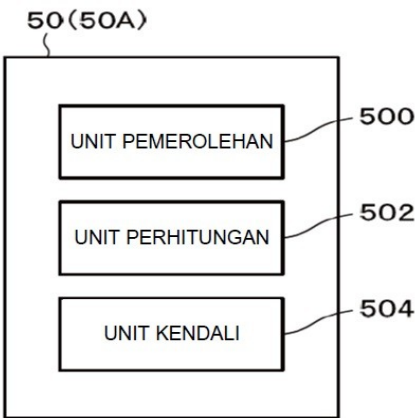 50(50A)
UNIT PEMEROLEHAN
500
UNIT PERHITUNGAN
502
UNIT KENDALI
504